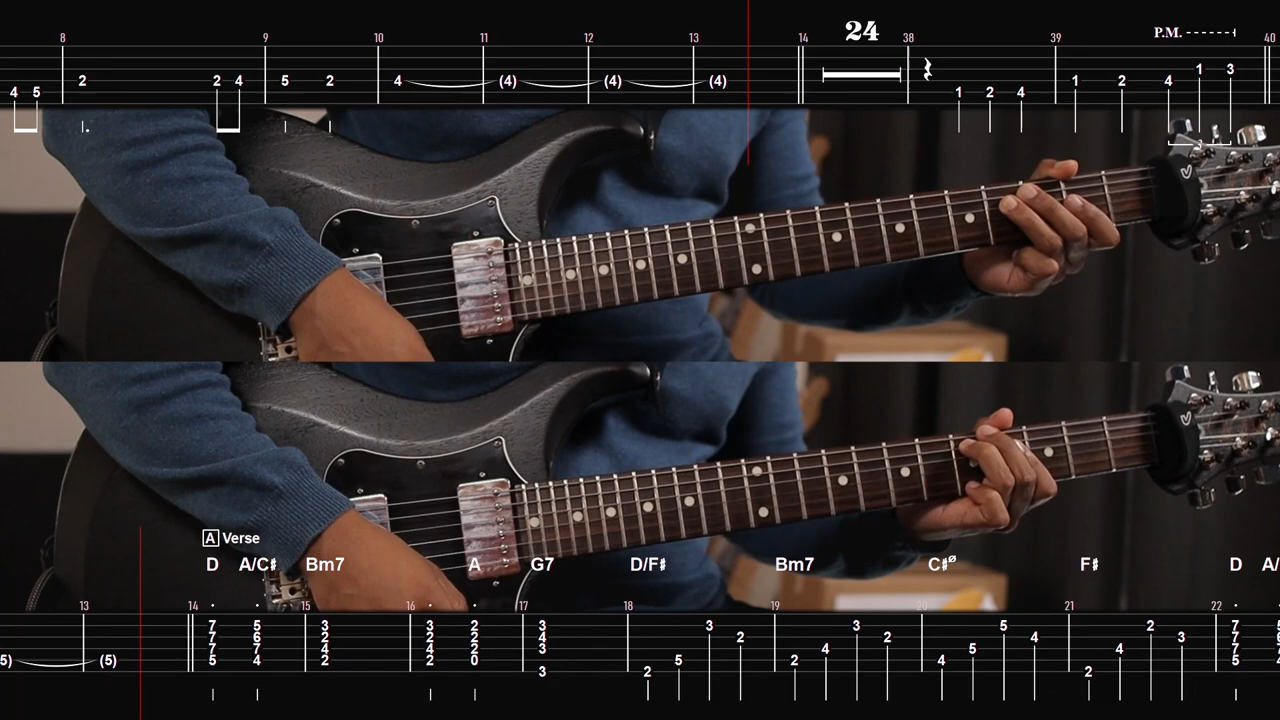 24
P.M.
8 9 10 11 12 13 14 38 39 40
1 3
2 2 4 5 2 4 (4) (4) (4) 1 2 4
4 5 1 2 4
A Verse
D A/C♯ Bm7 A G7 D/F♯ Bm7 C♯ø F♯ D A/
13 14 15 16 17 18 19 20 21 22
7 5 3 3 2 3 3 3 5 2 7
7 6 2 2 2 4 2 2 4 3 7
7 7 4 4 2 3 4 5 4 7
5) (5) 5 4 2 2 0 5 2 4 5
3 2 2